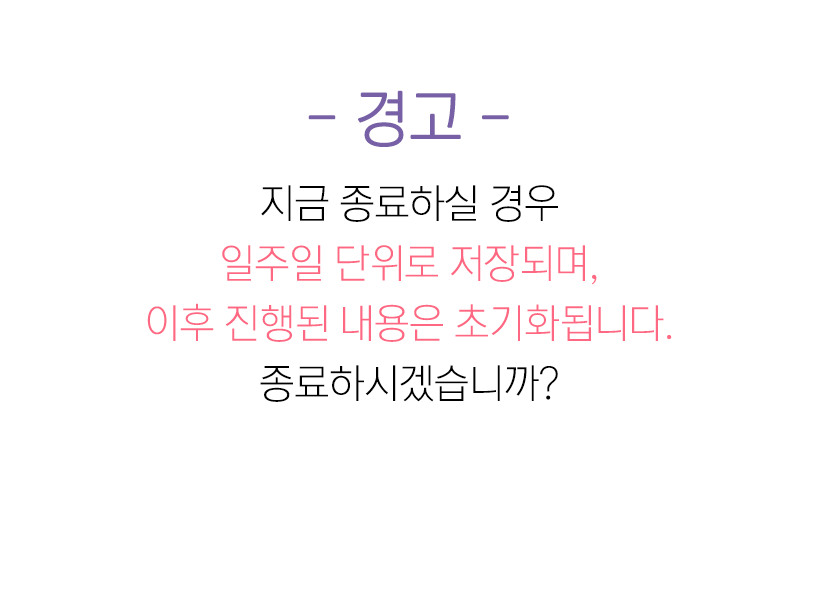 - 경고 -
지금 종료하실 경우
일주일 단위로 저장되며,
이후 진행된 내용은 초기화됩니다.
종료하시겠습니까?